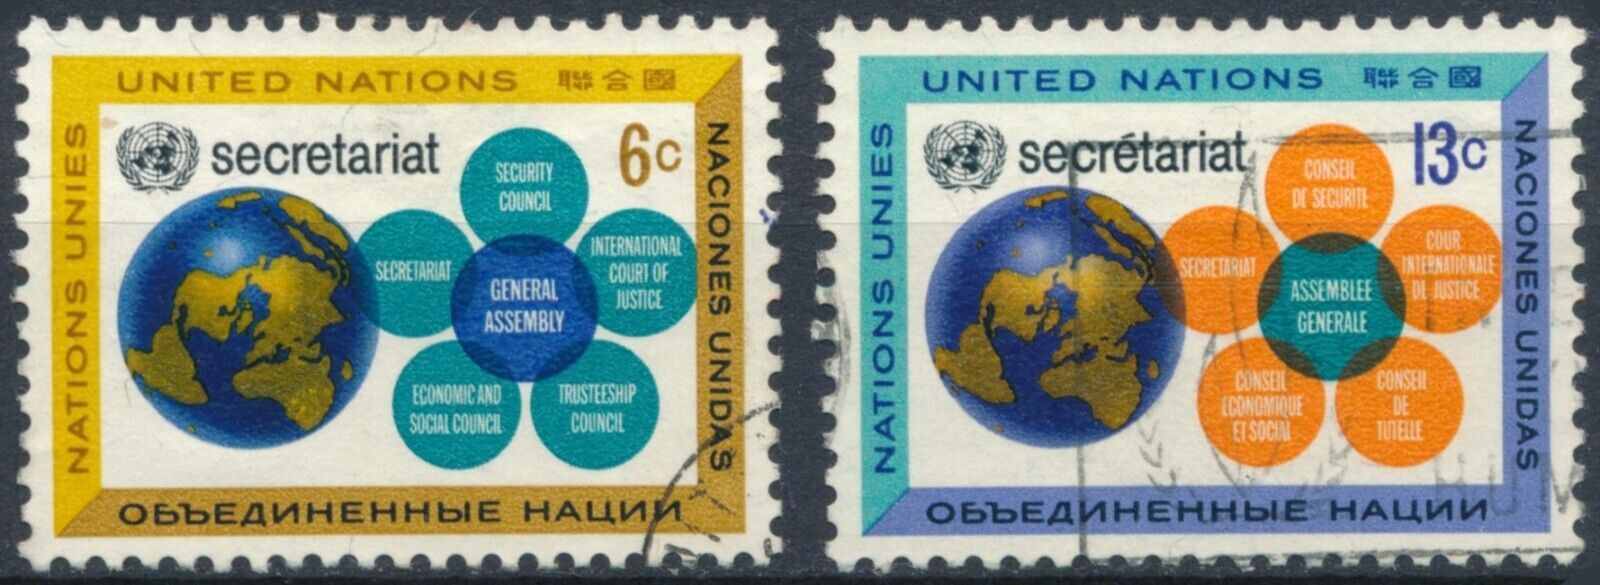 UNITED NATIONS 聯合國
NATIONS UNIES
secretariat
6c
SECURITY
COUNCIL
SECRETARIAT
INTERNATIONAL
COURT OF
JUSTICE
GENERAL
ASSEMBLY
ECONOMIC AND
SOCIAL COUNCIL
TRUSTEESHIP
COUNCIL
NACIONES UNIDAS
ОБЪЕДИНЕННЫЕ НАЦИИ
UNITED NATIONS 聯合國
NATIONS UNIES
secrétariat
13c
CONSEIL
DE SECURITE
SECRETARIAT
COUR
INTERNATIONALE
DE JUSTICE
ASSEMBLEE
GENERALE
CONSEIL
ECONOMIQUE
ET SOCIAL
CONSEIL
DE
TUTELLE
NACIONES UNIDAS
ОБЪЕДИНЕННЫЕ НАЦИИ